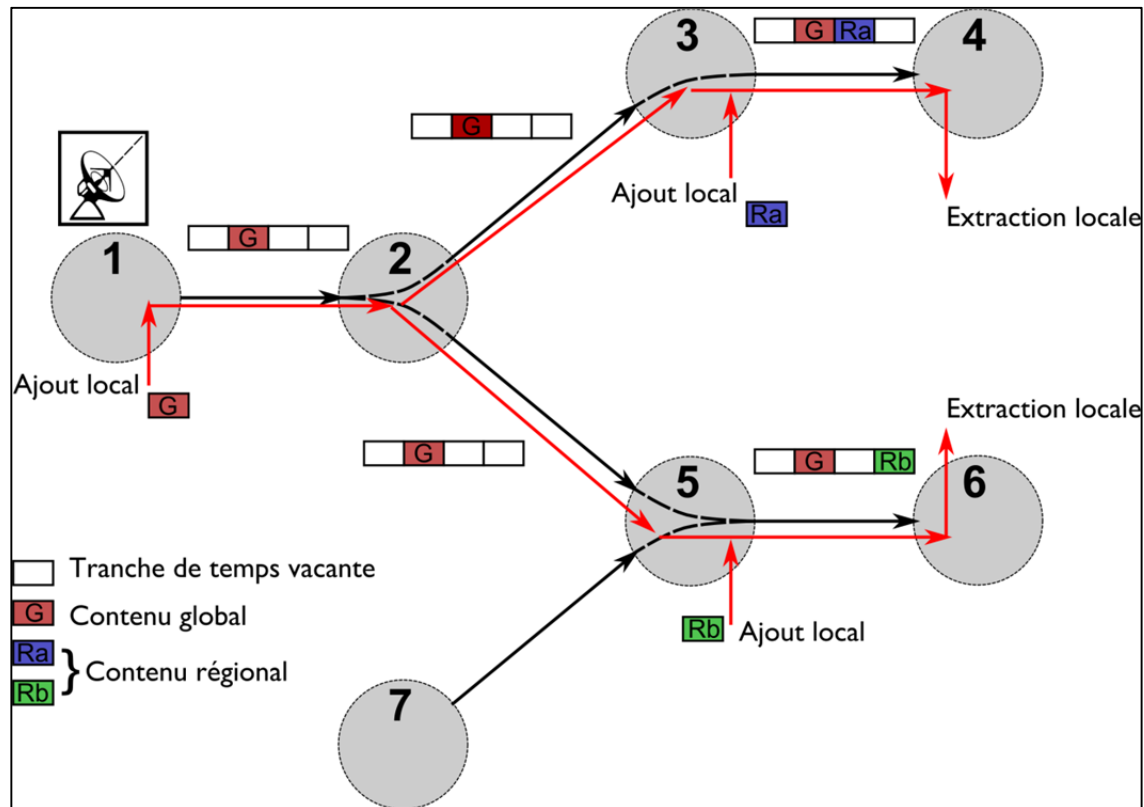 3
4
G Ra
G
Ajout local
Ra
Extraction locale
1
G
2
Ajout local
G
Extraction locale
G
5
G Rb
6
Rb
Ajout local
Tranche de temps vacante
G Contenu global
Ra
} Contenu régional
Rb
7